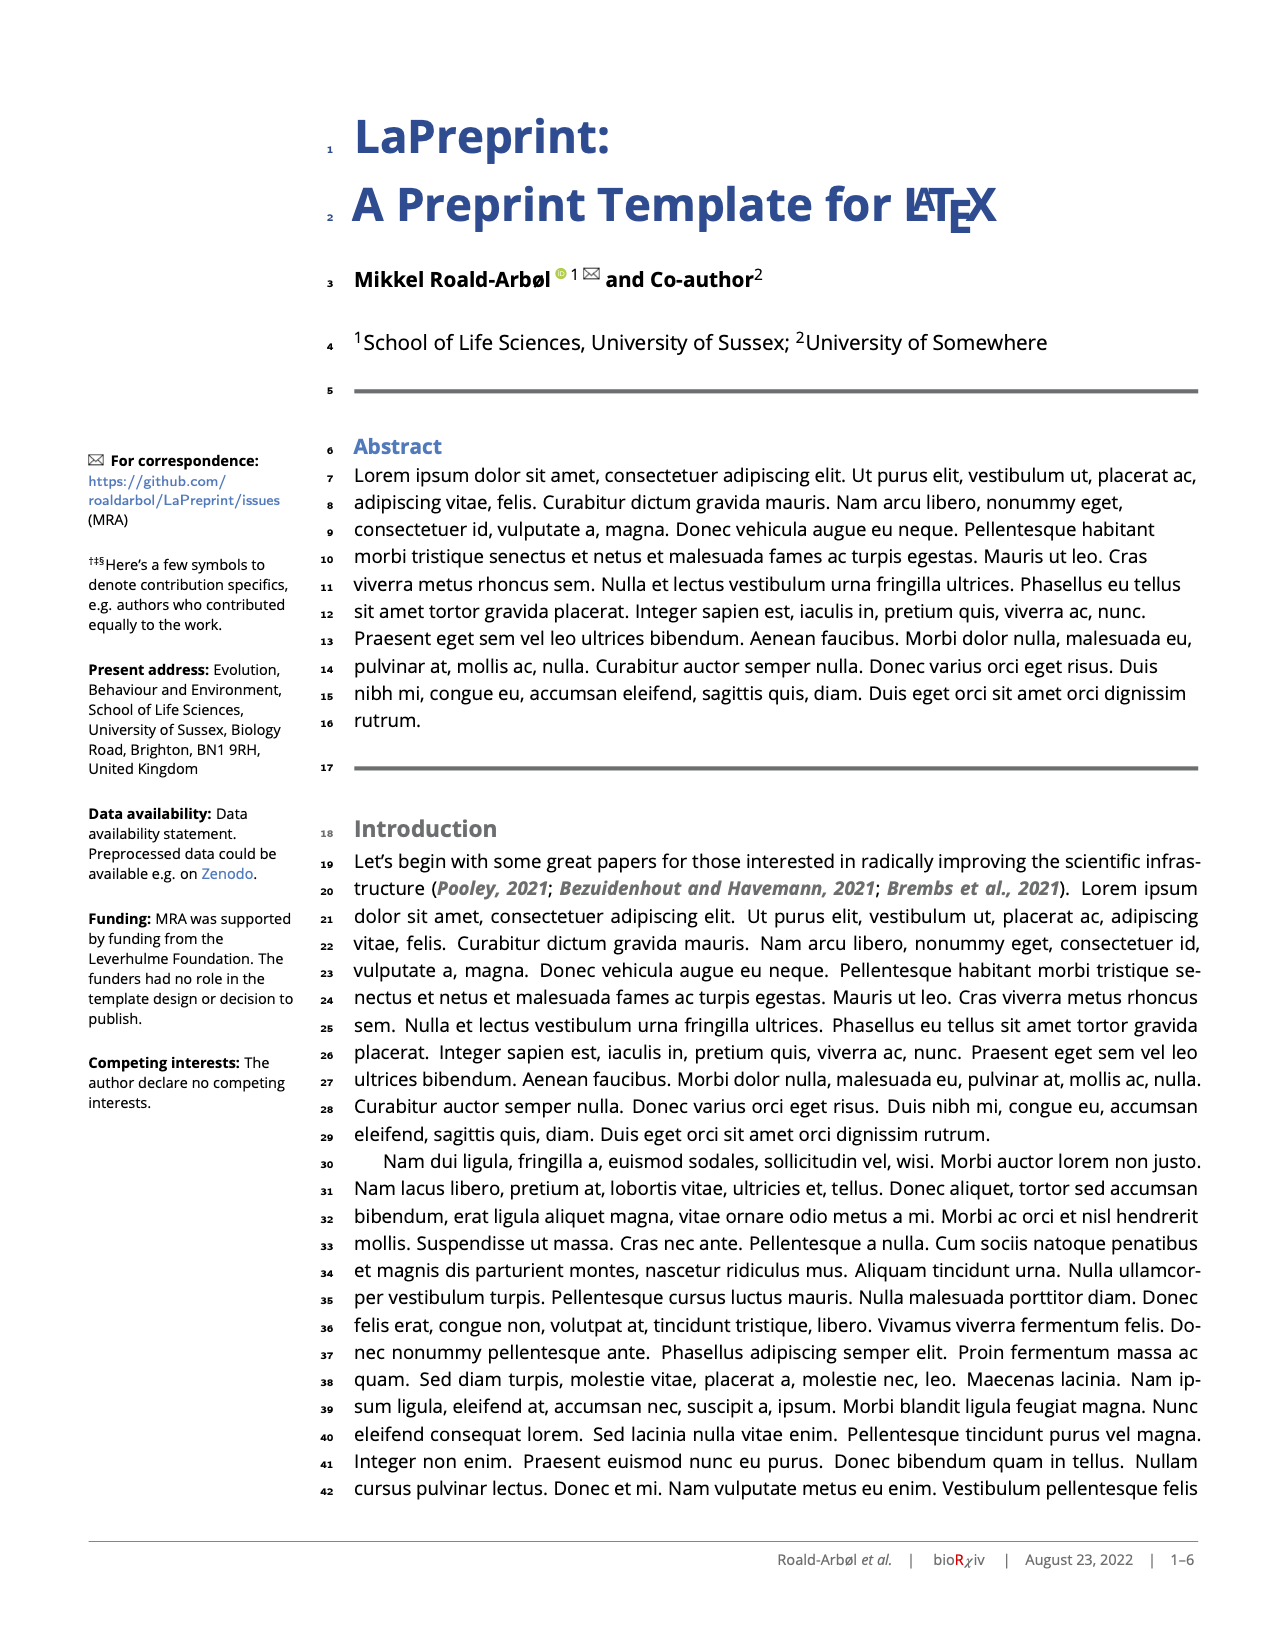 1 LaPreprint:
2 A Preprint Template for LATEX
3 Mikkel Roald-Arbøl 1 and Co-author2
4 1School of Life Sciences, University of Sussex; 2University of Somewhere
5
6 Abstract
7 Lorem ipsum dolor sit amet, consectetuer adipiscing elit. Ut purus elit, vestibulum ut, placerat ac,
8 adipiscing vitae, felis. Curabitur dictum gravida mauris. Nam arcu libero, nonummy eget,
9 consectetuer id, vulputate a, magna. Donec vehicula augue eu neque. Pellentesque habitant
10 morbi tristique senectus et netus et malesuada fames ac turpis egestas. Mauris ut leo. Cras
11 viverra metus rhoncus sem. Nulla et lectus vestibulum urna fringilla ultrices. Phasellus eu tellus
12 sit amet tortor gravida placerat. Integer sapien est, iaculis in, pretium quis, viverra ac, nunc.
13 Praesent eget sem vel leo ultrices bibendum. Aenean faucibus. Morbi dolor nulla, malesuada eu,
14 pulvinar at, mollis ac, nulla. Curabitur auctor semper nulla. Donec varius orci eget risus. Duis
15 nibh mi, congue eu, accumsan eleifend, sagittis quis, diam. Duis eget orci sit amet orci dignissim
16 rutrum.
17
✉ For correspondence:
https://github.com/
roaldarbol/LaPreprint/issues
(MRA)
†‡§Here's a few symbols to
denote contribution specifics,
e.g. authors who contributed
equally to the work.
Present address: Evolution,
Behaviour and Environment,
School of Life Sciences,
University of Sussex, Biology
Road, Brighton, BN1 9RH,
United Kingdom
Data availability: Data
availability statement.
Preprocessed data could be
available e.g. on Zenodo.
Funding: MRA was supported
by funding from the
Leverhulme Foundation. The
funders had no role in the
template design or decision to
publish.
Competing interests: The
author declare no competing
interests.
18 Introduction
19 Let's begin with some great papers for those interested in radically improving the scientific infras-
20 tructure (Pooley, 2021; Bezuidenhout and Havemann, 2021; Brembs et al., 2021). Lorem ipsum
21 dolor sit amet, consectetuer adipiscing elit. Ut purus elit, vestibulum ut, placerat ac, adipiscing
22 vitae, felis. Curabitur dictum gravida mauris. Nam arcu libero, nonummy eget, consectetuer id,
23 vulputate a, magna. Donec vehicula augue eu neque. Pellentesque habitant morbi tristique se-
24 nectus et netus et malesuada fames ac turpis egestas. Mauris ut leo. Cras viverra metus rhoncus
25 sem. Nulla et lectus vestibulum urna fringilla ultrices. Phasellus eu tellus sit amet tortor gravida
26 placerat. Integer sapien est, iaculis in, pretium quis, viverra ac, nunc. Praesent eget sem vel leo
27 ultrices bibendum. Aenean faucibus. Morbi dolor nulla, malesuada eu, pulvinar at, mollis ac, nulla.
28 Curabitur auctor semper nulla. Donec varius orci eget risus. Duis nibh mi, congue eu, accumsan
29 eleifend, sagittis quis, diam. Duis eget orci sit amet orci dignissim rutrum.
30 Nam dui ligula, fringilla a, euismod sodales, sollicitudin vel, wisi. Morbi auctor lorem non justo.
31 Nam lacus libero, pretium at, lobortis vitae, ultricies et, tellus. Donec aliquet, tortor sed accumsan
32 bibendum, erat ligula aliquet magna, vitae ornare odio metus a mi. Morbi ac orci et nisl hendrerit
33 mollis. Suspendisse ut massa. Cras nec ante. Pellentesque a nulla. Cum sociis natoque penatibus
34 et magnis dis parturient montes, nascetur ridiculus mus. Aliquam tincidunt urna. Nulla ullamcor-
35 per vestibulum turpis. Pellentesque cursus luctus mauris. Nulla malesuada porttitor diam. Donec
36 felis erat, congue non, volutpat at, tincidunt tristique, libero. Vivamus viverra fermentum felis. Do-
37 nec nonummy pellentesque ante. Phasellus adipiscing semper elit. Proin fermentum massa ac
38 quam. Sed diam turpis, molestie vitae, placerat a, molestie nec, leo. Maecenas lacinia. Nam ip-
39 sum ligula, eleifend at, accumsan nec, suscipit a, ipsum. Morbi blandit ligula feugiat magna. Nunc
40 eleifend consequat lorem. Sed lacinia nulla vitae enim. Pellentesque tincidunt purus vel magna.
41 Integer non enim. Praesent euismod nunc eu purus. Donec bibendum quam in tellus. Nullam
42 cursus pulvinar lectus. Donec et mi. Nam vulputate metus eu enim. Vestibulum pellentesque felis
Roald-Arbøl et al. | bioRχiv | August 23, 2022 | 1–6